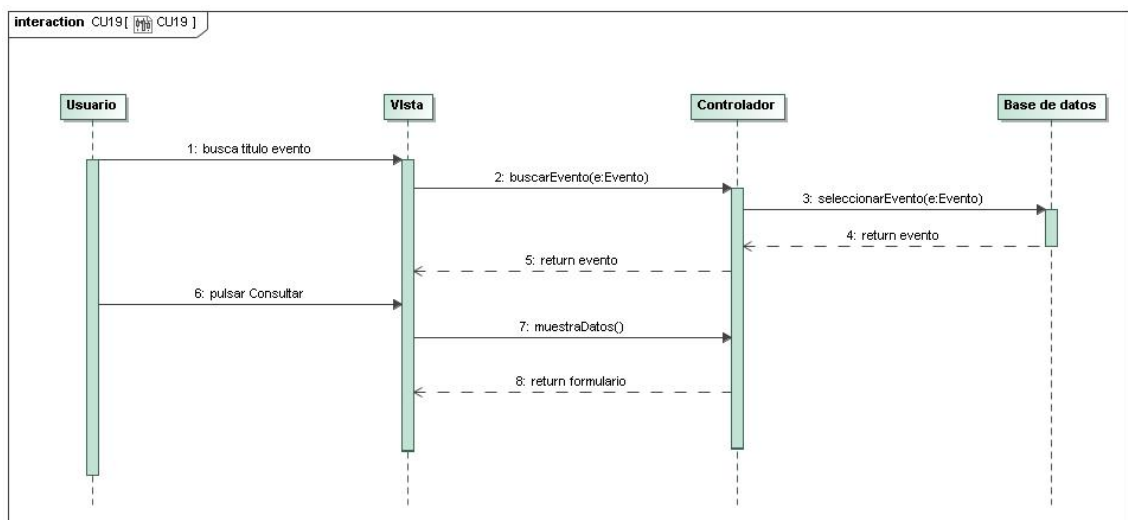 interaction CU19[ CU19 ]
Usuario
VIsta
Controlador
Base de datos
1: busca titulo evento
2: buscarEvento(e:Evento)
3: seleccionarEvento(e:Evento)
4: return evento
5: return evento
6: pulsar Consultar
7: muestraDatos()
8: return formulario